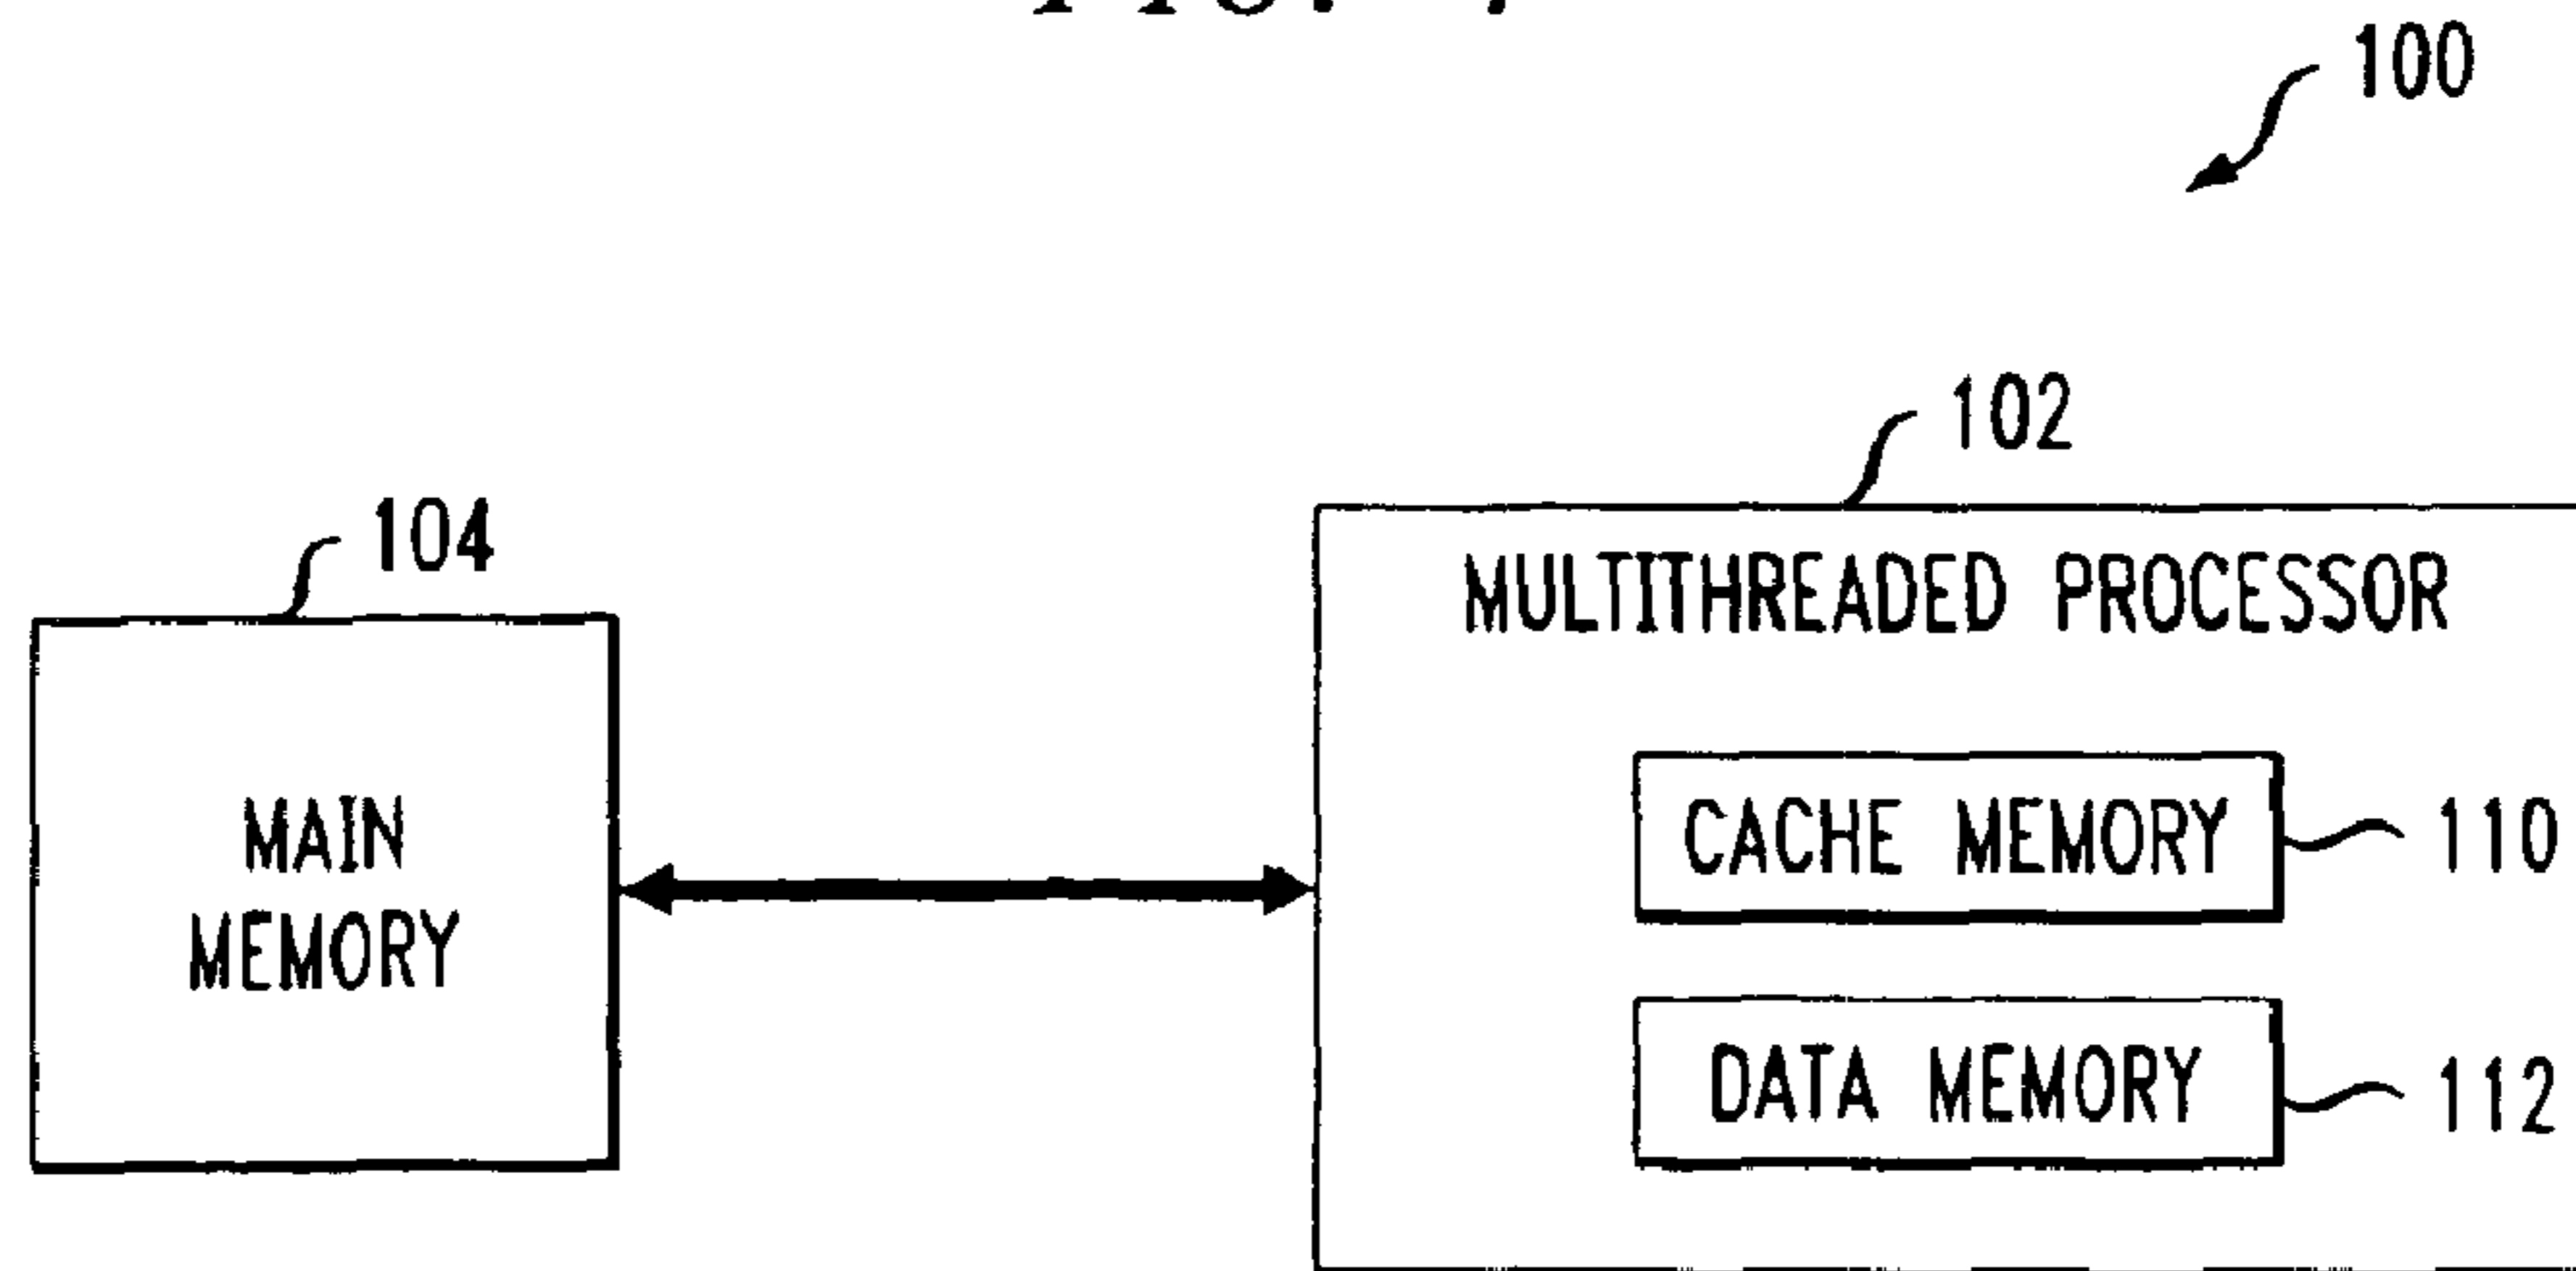 100
102
104
MULTITHREADED PROCESSOR
MAIN
MEMORY
CACHE MEMORY
110
DATA MEMORY
112